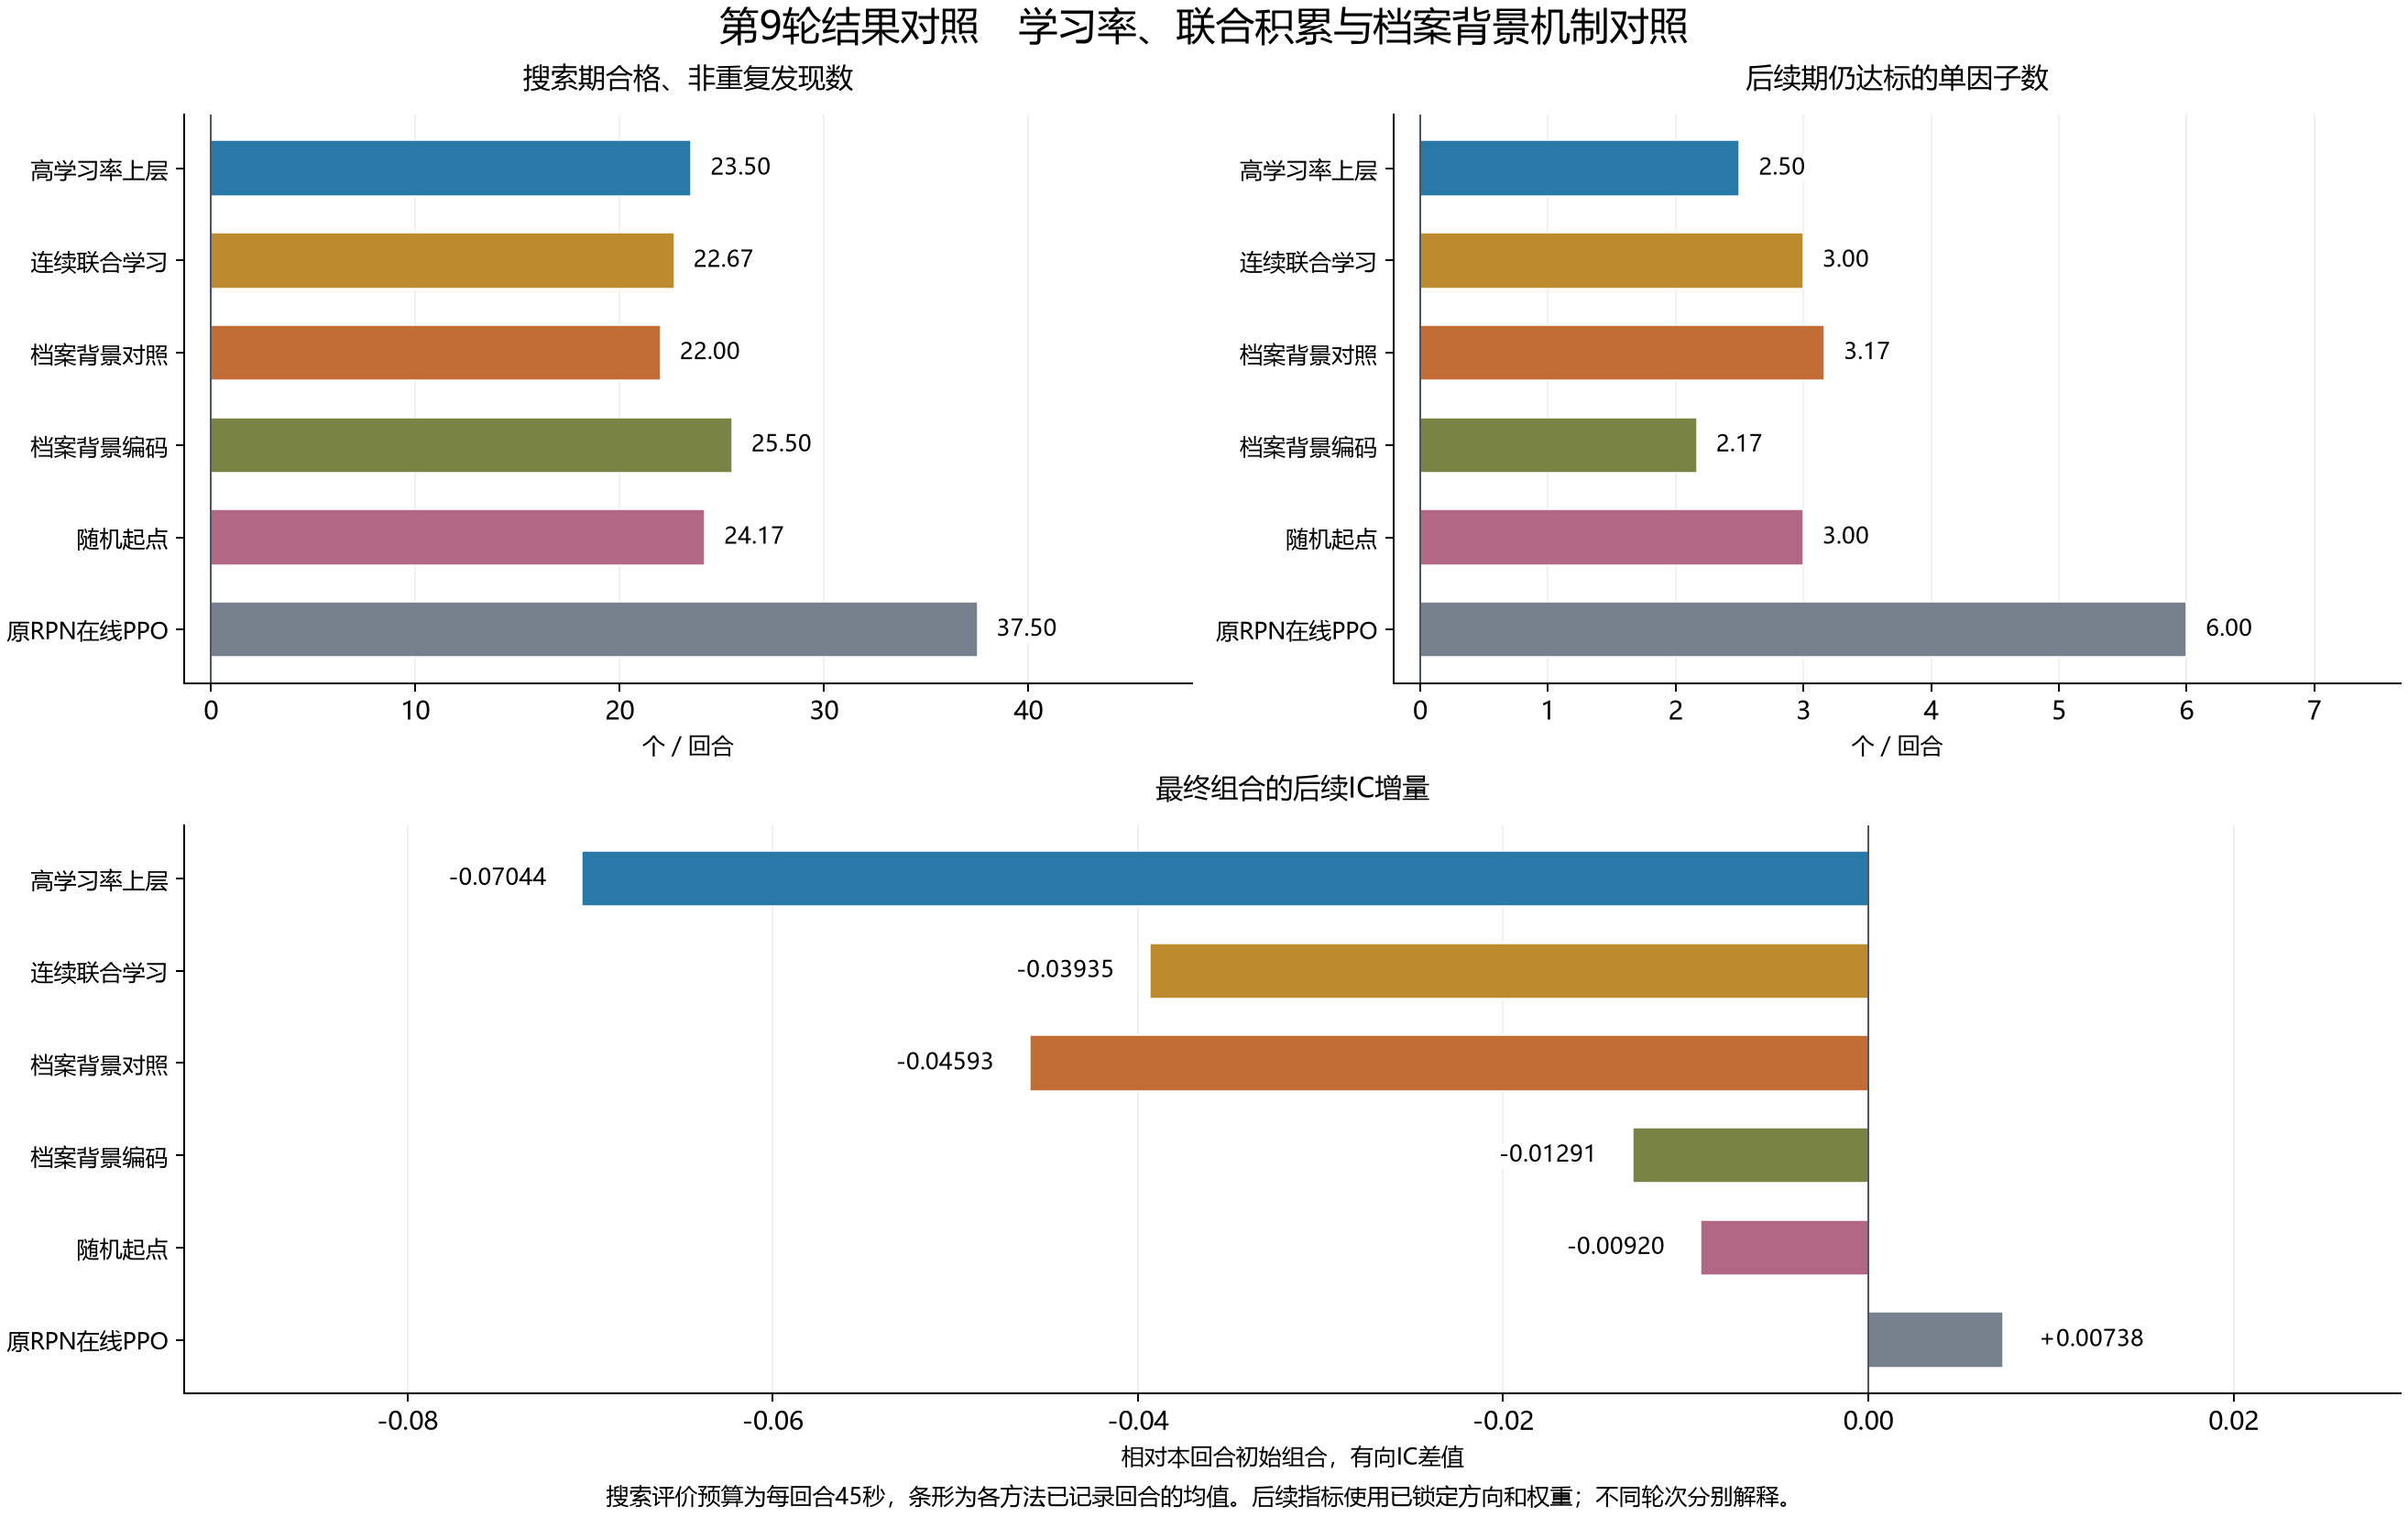 第9轮结果对照　学习率、联合积累与档案背景机制对照
搜索期合格、非重复发现数
高学习率上层
23.50
连续联合学习
22.67
档案背景对照
22.00
档案背景编码
25.50
随机起点
24.17
原RPN在线PPO
37.50
0 10 20 30 40
个 / 回合
后续期仍达标的单因子数
高学习率上层
2.50
连续联合学习
3.00
档案背景对照
3.17
档案背景编码
2.17
随机起点
3.00
原RPN在线PPO
6.00
0 1 2 3 4 5 6 7
个 / 回合
最终组合的后续IC增量
高学习率上层
-0.07044
连续联合学习
-0.03935
档案背景对照
-0.04593
档案背景编码
-0.01291
随机起点
-0.00920
原RPN在线PPO
+0.00738
-0.08 -0.06 -0.04 -0.02 0.00 0.02
相对本回合初始组合，有向IC差值
搜索评价预算为每回合45秒，条形为各方法已记录回合的均值。后续指标使用已锁定方向和权重；不同轮次分别解释。